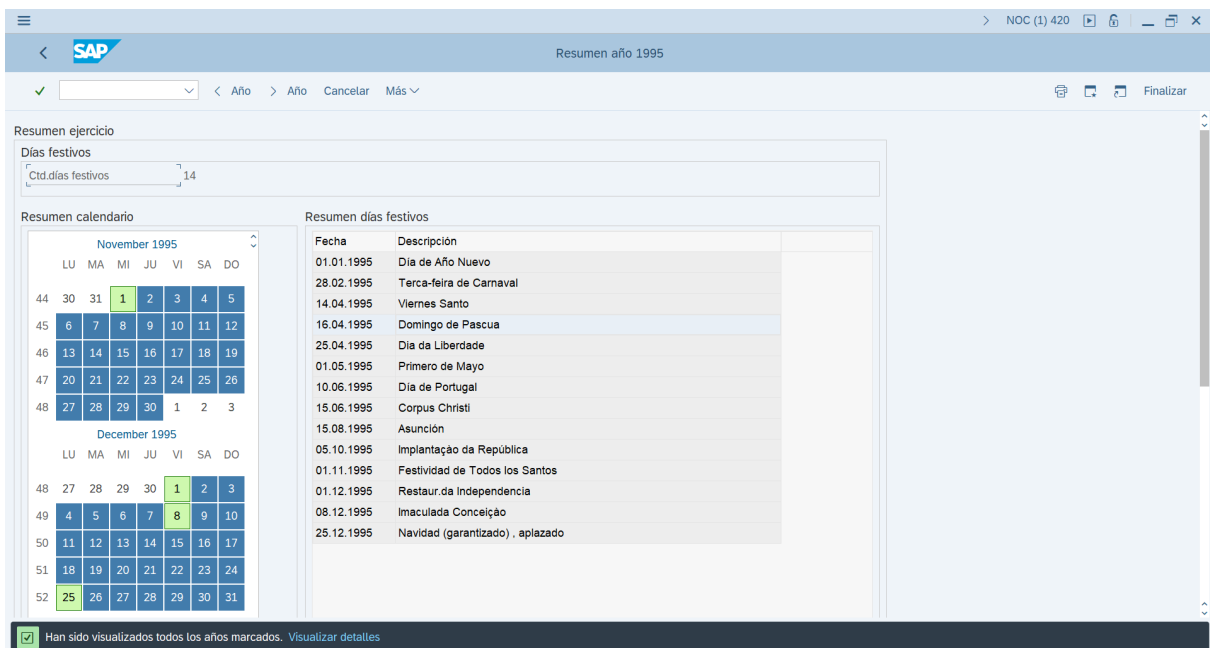 NOC (1) 420
SAP
Resumen año 1995
Año Año Cancelar Más Finalizar
Resumen ejercicio
Días festivos
Ctd.días festivos 14
Resumen calendario
November 1995
LU MA MI JU VI SA DO
44 30 31 1 2 3 4 5
45 6 7 8 9 10 11 12
46 13 14 15 16 17 18 19
47 20 21 22 23 24 25 26
48 27 28 29 30 1 2 3
December 1995
LU MA MI JU VI SA DO
48 27 28 29 30 1 2 3
49 4 5 6 7 8 9 10
50 11 12 13 14 15 16 17
51 18 19 20 21 22 23 24
52 25 26 27 28 29 30 31
Resumen días festivos
Fecha Descripción
01.01.1995 Día de Año Nuevo
28.02.1995 Terca-feira de Carnaval
14.04.1995 Viernes Santo
16.04.1995 Domingo de Pascua
25.04.1995 Dia da Liberdade
01.05.1995 Primero de Mayo
10.06.1995 Día de Portugal
15.06.1995 Corpus Christi
15.08.1995 Asunción
05.10.1995 Implantaçào da República
01.11.1995 Festividad de Todos los Santos
01.12.1995 Restaur.da Independencia
08.12.1995 Imaculada Conceiçào
25.12.1995 Navidad (garantizado) , aplazado
Han sido visualizados todos los años marcados. Visualizar detalles